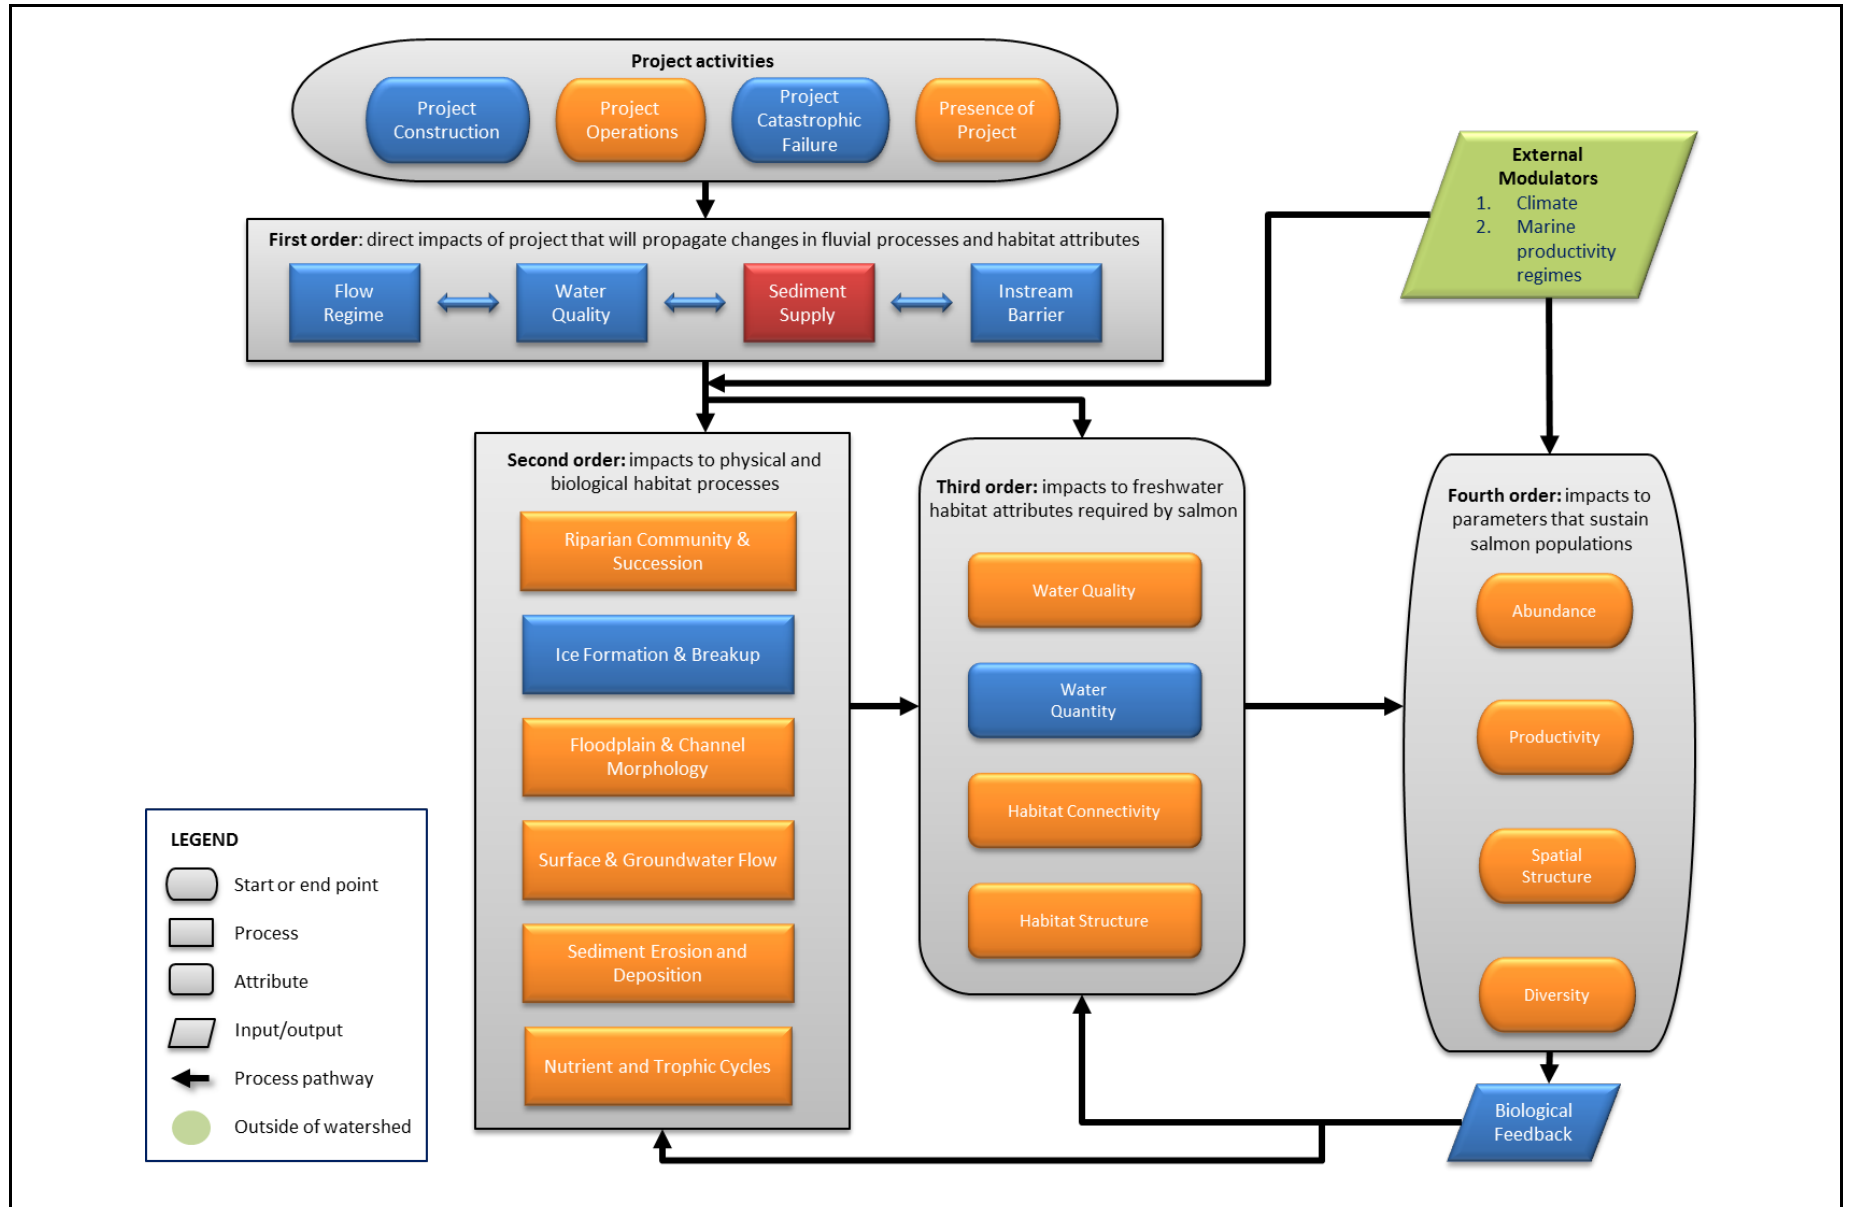 Project activities
Project
Construction
Project
Operations
Project
Catastrophic
Failure
Presence of
Project
External
Modulators
1. Climate
2. Marine
productivity
regimes
First order: direct impacts of project that will propagate changes in fluvial processes and habitat attributes
Flow
Regime
Water
Quality
Sediment
Supply
Instream
Barrier
Second order: impacts to physical and
biological habitat processes
Riparian Community &
Succession
Ice Formation & Breakup
Floodplain & Channel
Morphology
Surface & Groundwater Flow
Sediment Erosion and
Deposition
Nutrient and Trophic Cycles
Third order: impacts to freshwater
habitat attributes required by salmon
Water Quality
Water
Quantity
Habitat Connectivity
Habitat Structure
Fourth order: impacts to
parameters that sustain
salmon populations
Abundance
Productivity
Spatial
Structure
Diversity
Biological
Feedback
LEGEND
Start or end point
Process
Attribute
Input/output
Process pathway
Outside of watershed